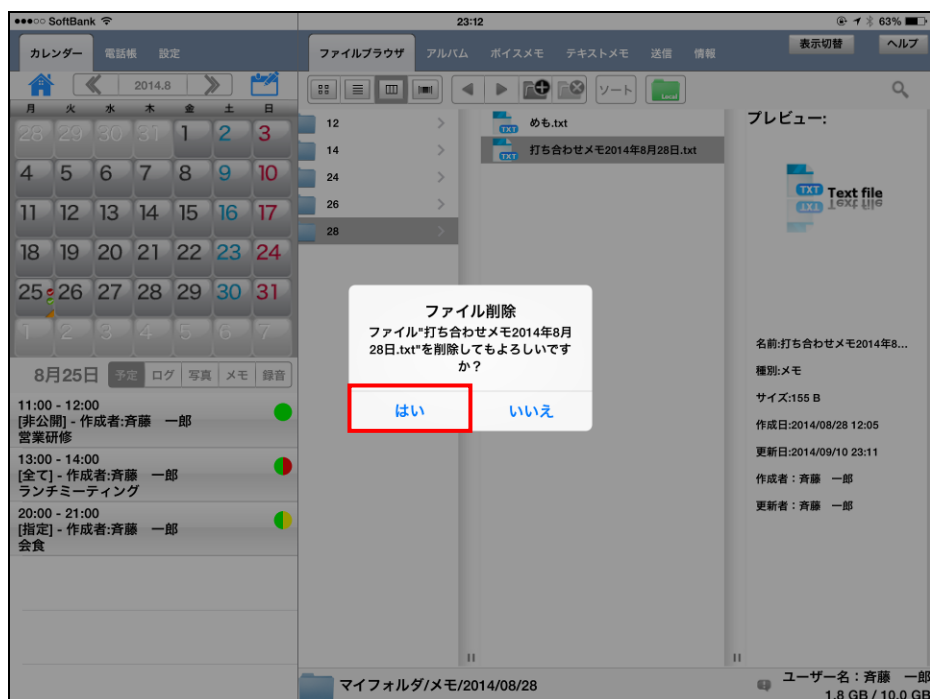 SoftBank
23:12
63%
カレンダー 電話帳 設定
ファイルブラウザ アルバム ボイスメモ テキストメモ 送信 情報
表示切替 ヘルプ
2014.8
ソート
Local
月 火 水 木 金 土 日
28 29 30 31 1 2 3
4 5 6 7 8 9 10
11 12 13 14 15 16 17
18 19 20 21 22 23 24
25 26 27 28 29 30 31
1 2 3 4 5 6 7
8月25日 予定 ログ 写真 メモ 録音
11:00 - 12:00
[非公開] - 作成者:斉藤 一郎
営業研修
13:00 - 14:00
[全て] - 作成者:斉藤 一郎
ランチミーティング
20:00 - 21:00
[指定] - 作成者:斉藤 一郎
会食
12
14
24
26
28
TXT めも.txt
TXT 打ち合わせメモ2014年8月28日.txt
ファイル削除
ファイル"打ち合わせメモ2014年8月
28日.txt"を削除してもよろしいです
か？
はい いいえ
プレビュー:
TXT Text file
名前:打ち合わせメモ2014年8...
種別:メモ
サイズ:155 B
作成日:2014/08/28 12:05
更新日:2014/09/10 23:11
作成者：斉藤 一郎
更新者：斉藤 一郎
マイフォルダ/メモ/2014/08/28
ユーザー名：斉藤 一郎
1.8 GB / 10.0 GB